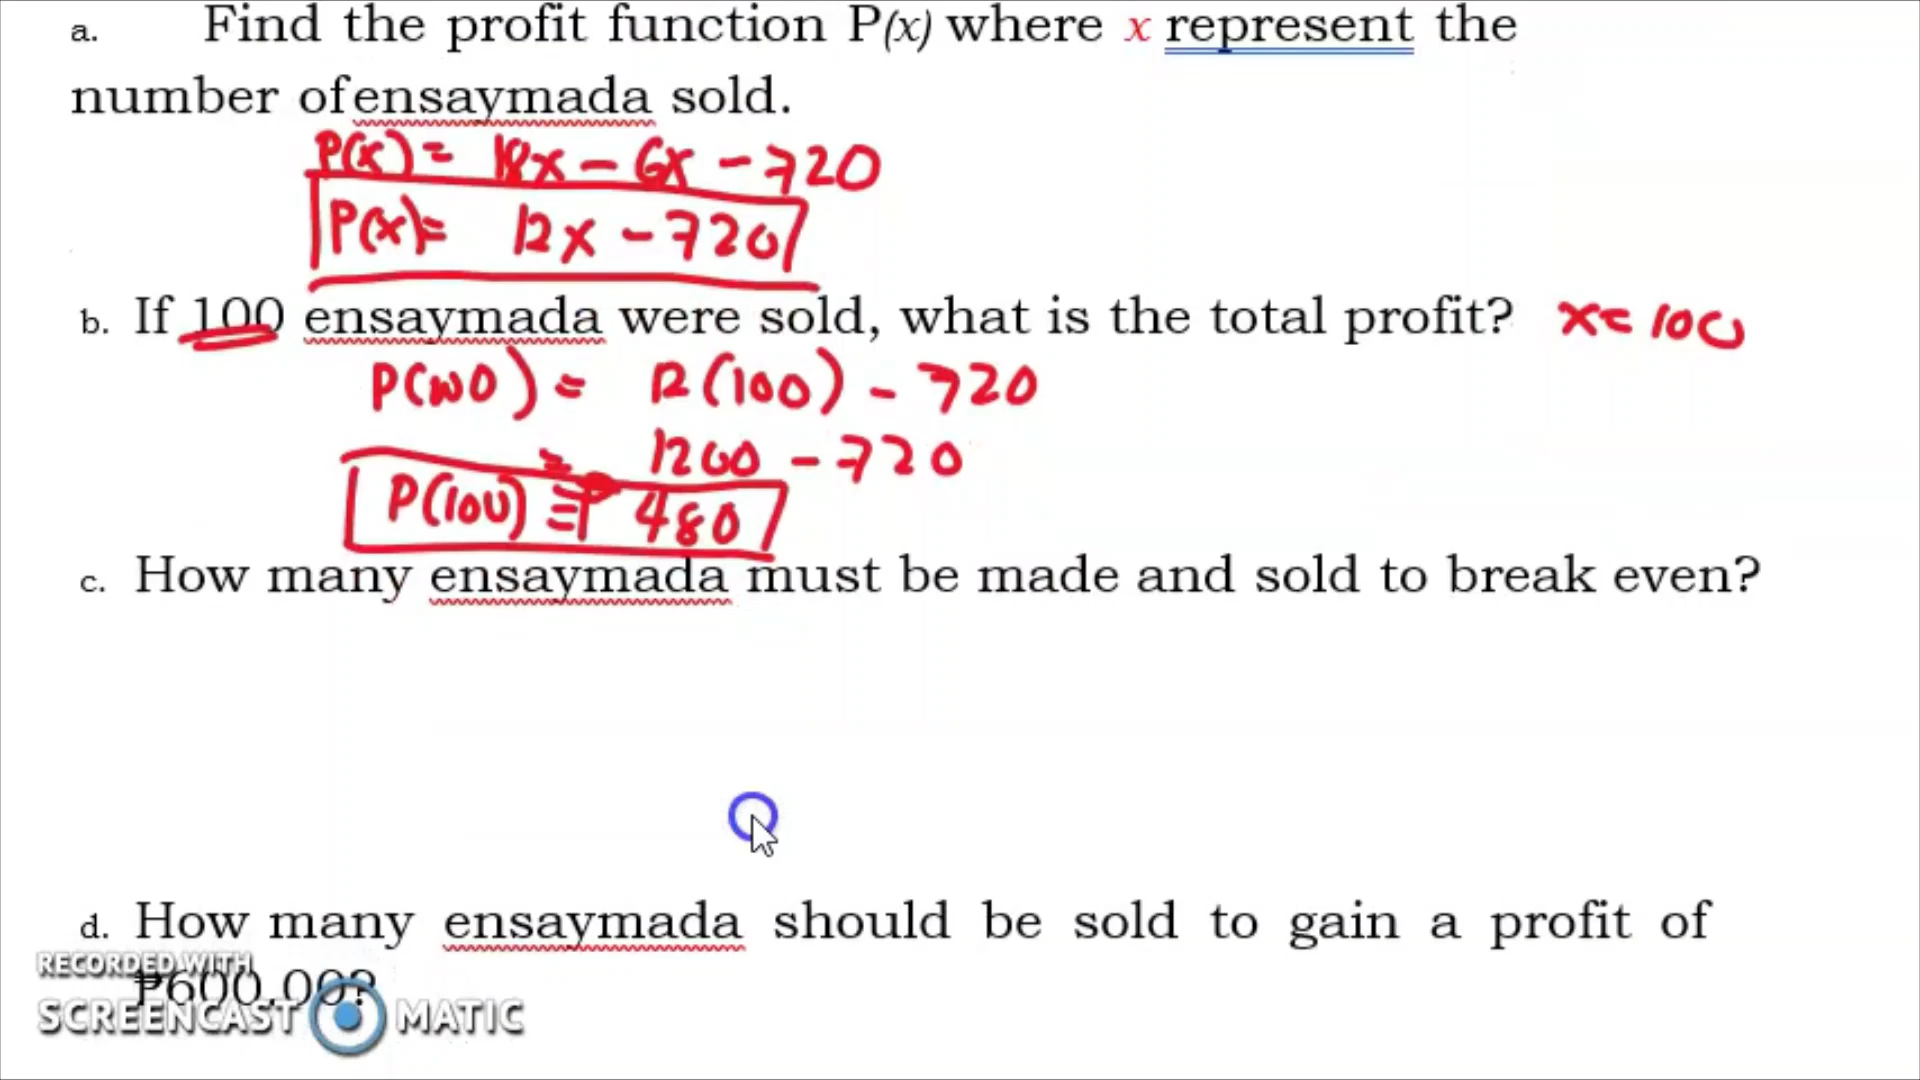 a. Find the profit function P(x) where x represent the
number ofensaymada sold.
P(x) = 18x - 6x - 720
P(x) = 12x - 720
b. If 100 ensaymada were sold, what is the total profit? x = 100
P(100) = 12(100) - 720
= 1200 - 720
P(100) = ₱480
c. How many ensaymada must be made and sold to break even?
d. How many ensaymada should be sold to gain a profit of
₱600.00?
RECORDED WITH
SCREENCAST MATIC